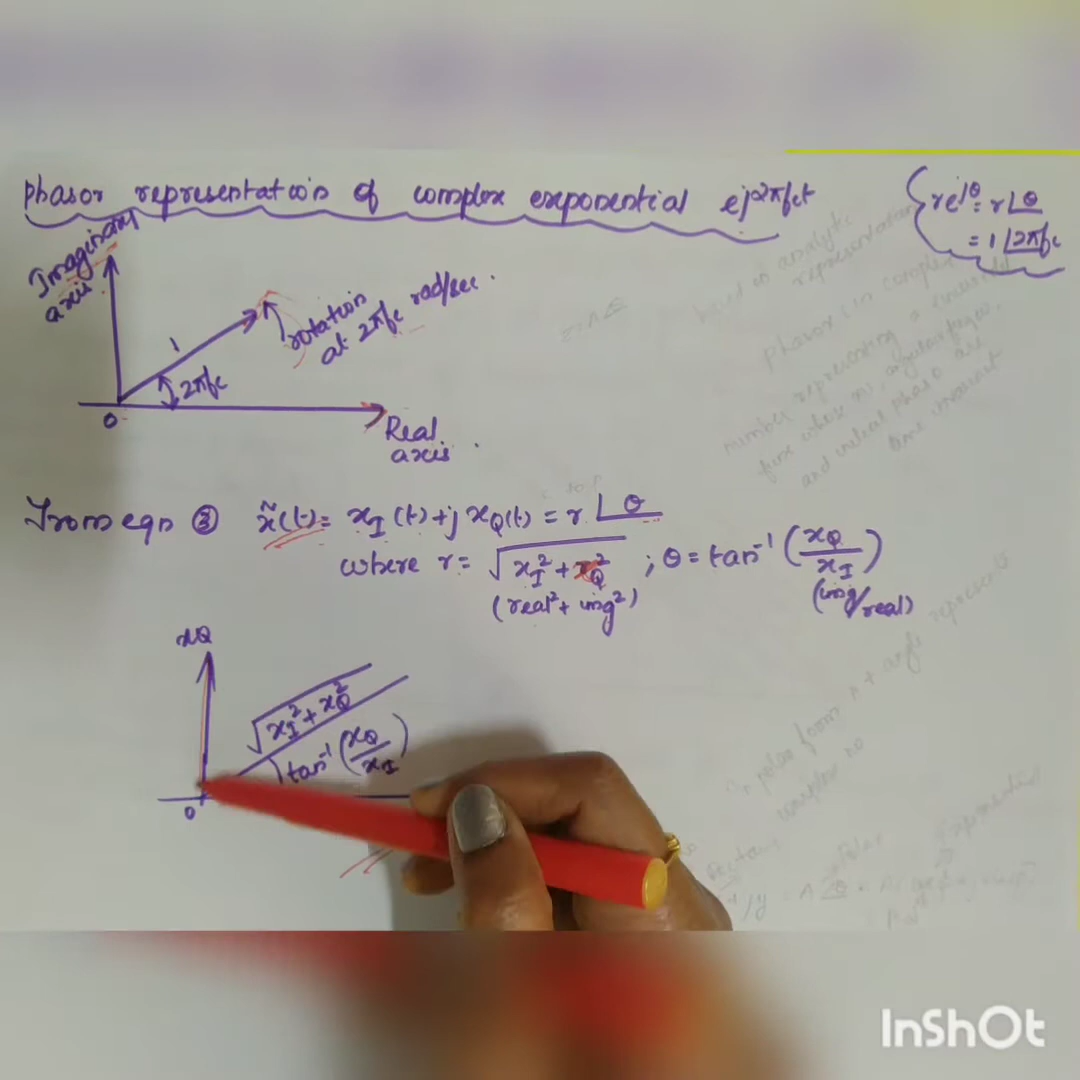 Phasor representation of complex exponential ej2πfct
{ rejθ = r∠θ
= 1 ∠2πfc
Imaginary
axis
rotation
at 2πfc rad/sec.
1
2πfc
0
Real
axis
From eqn ③ x̃(t) = xI(t)+j xQ(t) = r ∠θ
where r = √xI²+xQ² ; θ = tan⁻¹ (xQ/xI)
(real²+img²) (img/real)
xQ
√xI²+xQ²
tan⁻¹ (xQ/xI)
0
InShOt